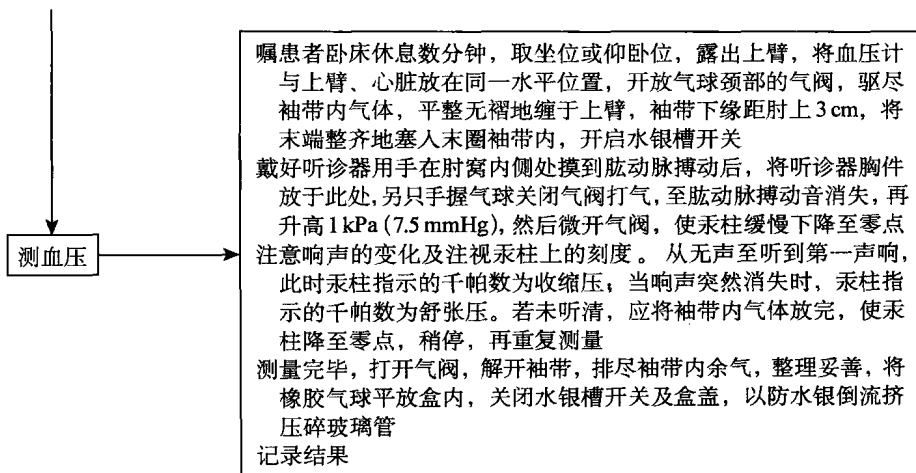 嘱患者卧床休息数分钟，取坐位或仰卧位，露出上臂，将血压计
与上臂、心脏放在同一水平位置，开放气球颈部的气阀，驱尽
袖带内气体，平整无褶地缠于上臂，袖带下缘距肘上3 cm，将
末端整齐地塞人末圈袖带内，开启水银槽开关
戴好听诊器用手在肘窝内侧处摸到肱动脉搏动后，将听诊器胸件
放于此处，另只手握气球关闭气阀打气，至肱动脉搏动音消失，再
升高1 kPa (7.5 mmHg)，然后微开气阀，使汞柱缓慢下降至零点
注意响声的变化及注视汞柱上的刻度。从无声至听到第一声响，
此时汞柱指示的千帕数为收缩压；当响声突然消失时，汞柱指
示的千帕数为舒张压。若未听清，应将袖带内气体放完，使汞
柱降至零点，稍停，再重复测量
测量完毕，打开气阀，解开袖带，排尽袖带内余气，整理妥善，将
橡胶气球平放盒内，关闭水银槽开关及盒盖，以防水银倒流挤
压碎玻璃管
记录结果
测血压